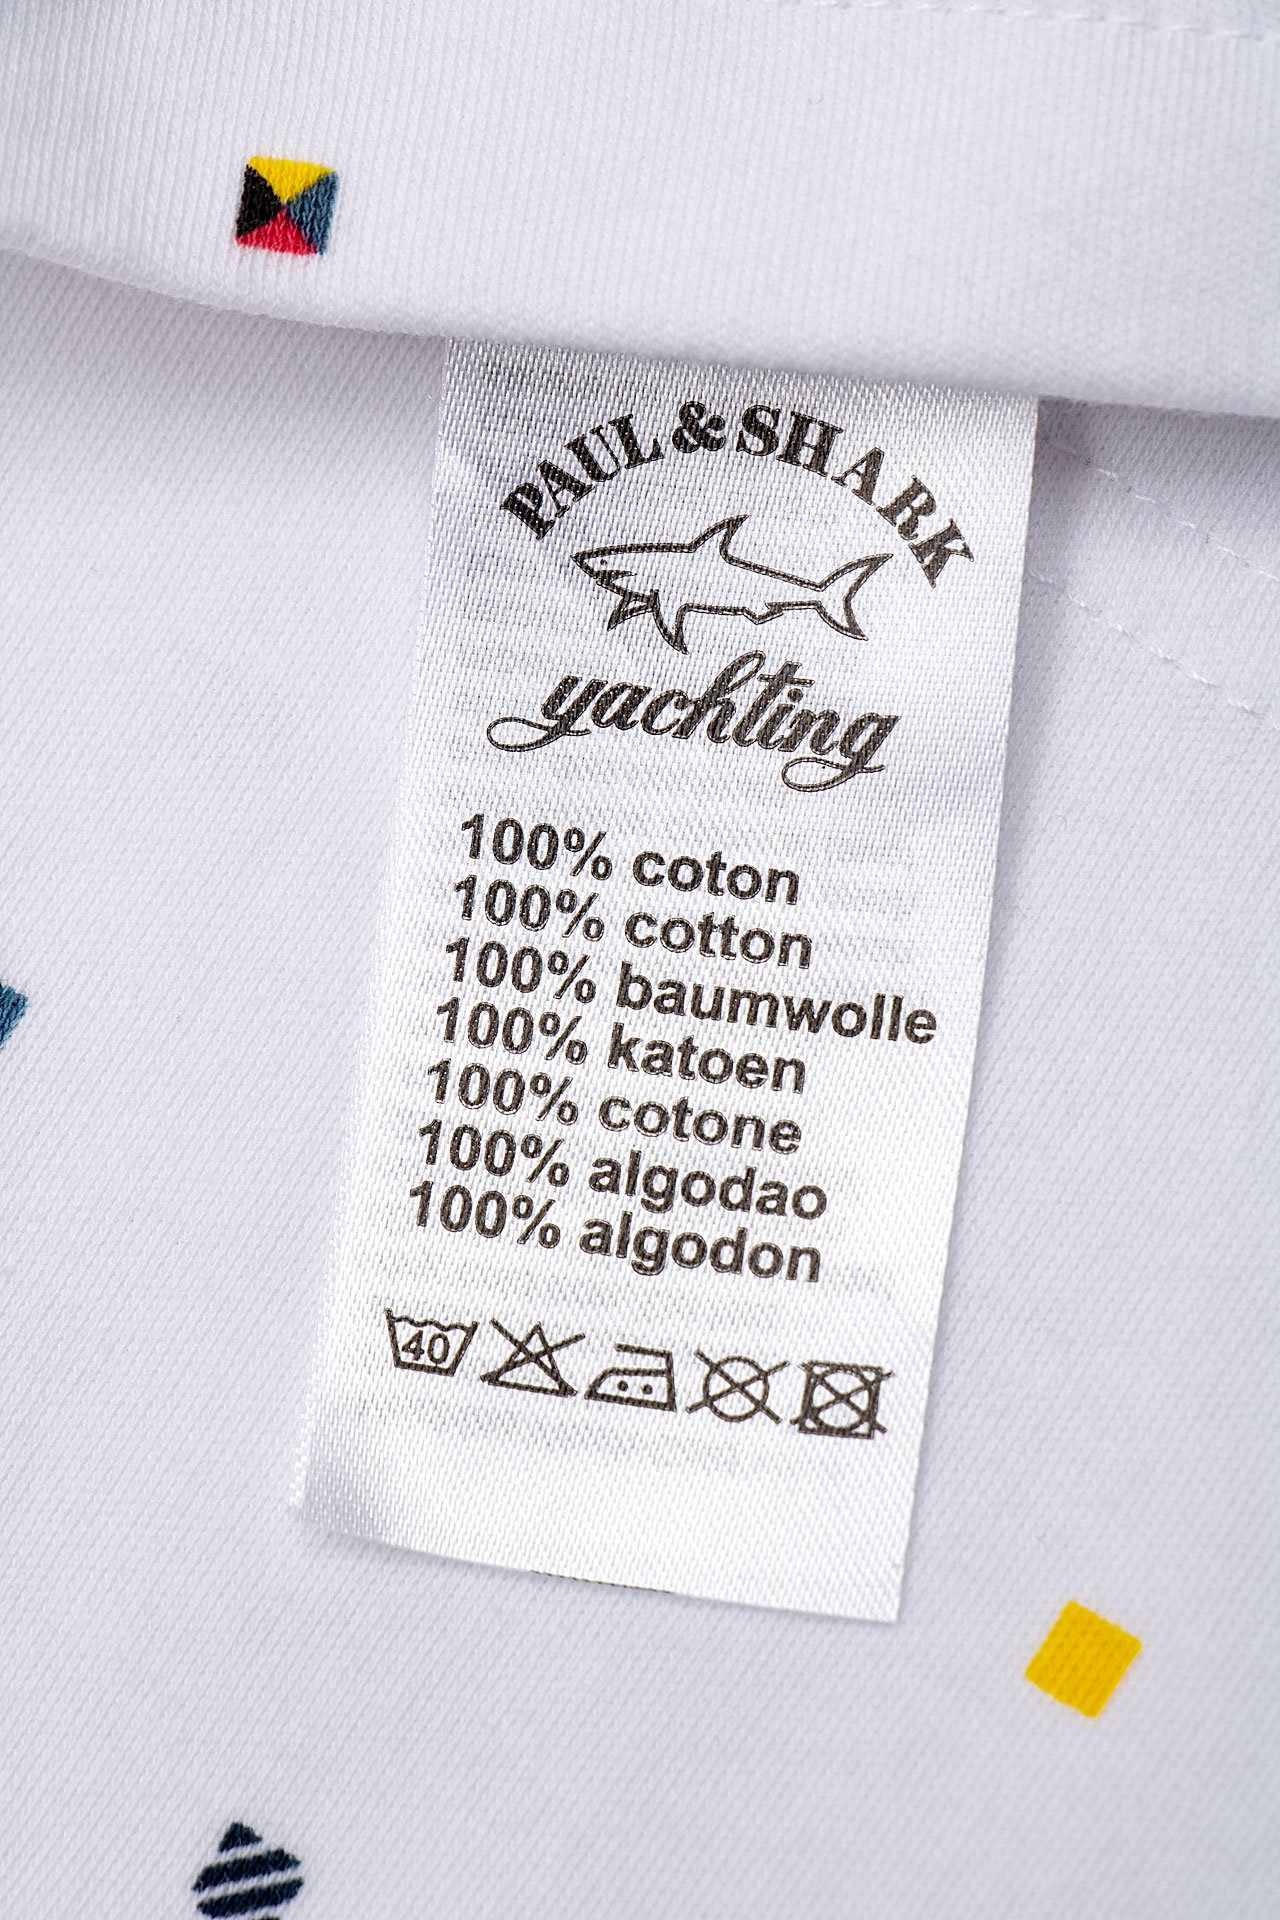 PAUL & SHARK
yachting
100% coton
100% cotton
100% baumwolle
100% katoen
100% cotone
100% algodao
100% algodon
40